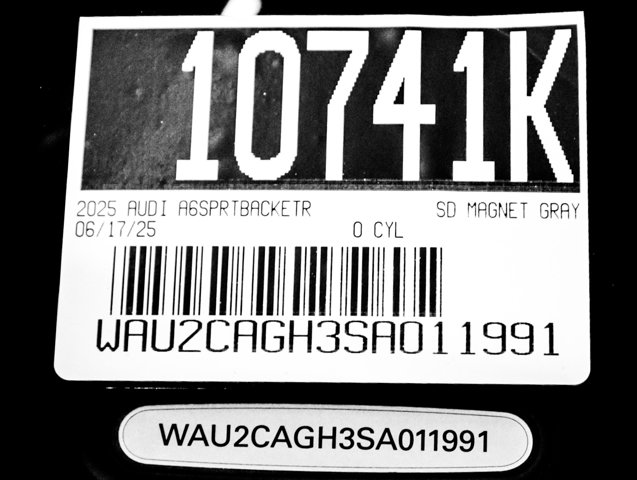 10741K
2025 AUDI A6SPRTBACKETR SD MAGNET GRAY
06/17/25 0 CYL
WAU2CAGH3SA011991
WAU2CAGH3SA011991